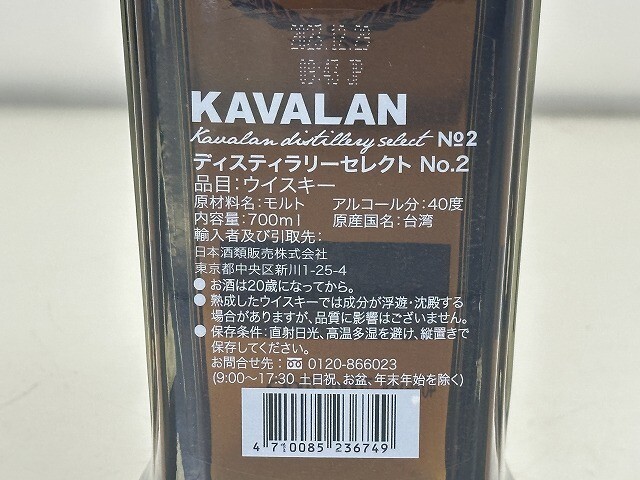 2023.12.29
09:43 JP
KAVALAN
Kavalan distillery select No2
ディスティラリーセレクト No.2
品目：ウイスキー
原材料名：モルト アルコール分：40度
内容量：700ml 原産国名：台湾
輸入者及び引取先：
日本酒類販売株式会社
東京都中央区新川1-25-4
●お酒は20歳になってから。
●熟成したウイスキーでは成分が浮遊・沈殿する
場合がありますが、品質に影響はございません。
●保存条件：直射日光、高温多湿を避け、縦置きで
保存してください。
お問合せ先： 0120-866023
(9:00〜17:30 土日祝、お盆、年末年始を除く)
4 710085 236749